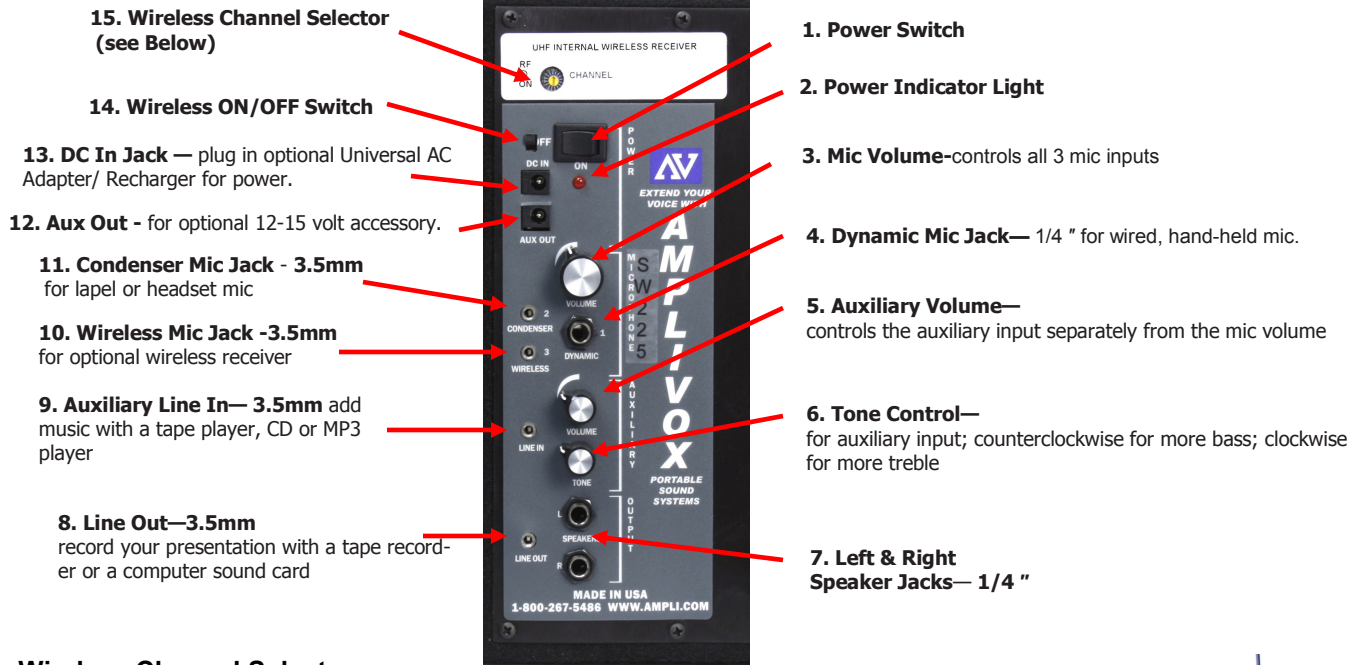 15. Wireless Channel Selector
(see Below)
14. Wireless ON/OFF Switch
13. DC In Jack — plug in optional Universal AC
Adapter/ Recharger for power.
12. Aux Out - for optional 12-15 volt accessory.
11. Condenser Mic Jack - 3.5mm
for lapel or headset mic
10. Wireless Mic Jack -3.5mm
for optional wireless receiver
9. Auxiliary Line In— 3.5mm add
music with a tape player, CD or MP3
player
8. Line Out—3.5mm
record your presentation with a tape record-
er or a computer sound card
UHF INTERNAL WIRELESS RECEIVER
RF
ON
CHANNEL
OFF
POWER
DC IN
ON
AV
EXTEND YOUR
VOICE WITH
AMPLIVOX
AUX OUT
MICROPHONE
SW225
VOLUME
2
CONDENSER
1
3
DYNAMIC
WIRELESS
AUXILIARY
VOLUME
LINE IN
TONE
PORTABLE
SOUND
SYSTEMS
OUTPUT
L
SPEAKERS
LINE OUT
R
MADE IN USA
1-800-267-5486 WWW.AMPLI.COM
1. Power Switch
2. Power Indicator Light
3. Mic Volume-controls all 3 mic inputs
4. Dynamic Mic Jack— 1/4 " for wired, hand-held mic.
5. Auxiliary Volume—
controls the auxiliary input separately from the mic volume
6. Tone Control—
for auxiliary input; counterclockwise for more bass; clockwise
for more treble
7. Left & Right
Speaker Jacks— 1/4 "
Wireless Channel Selector